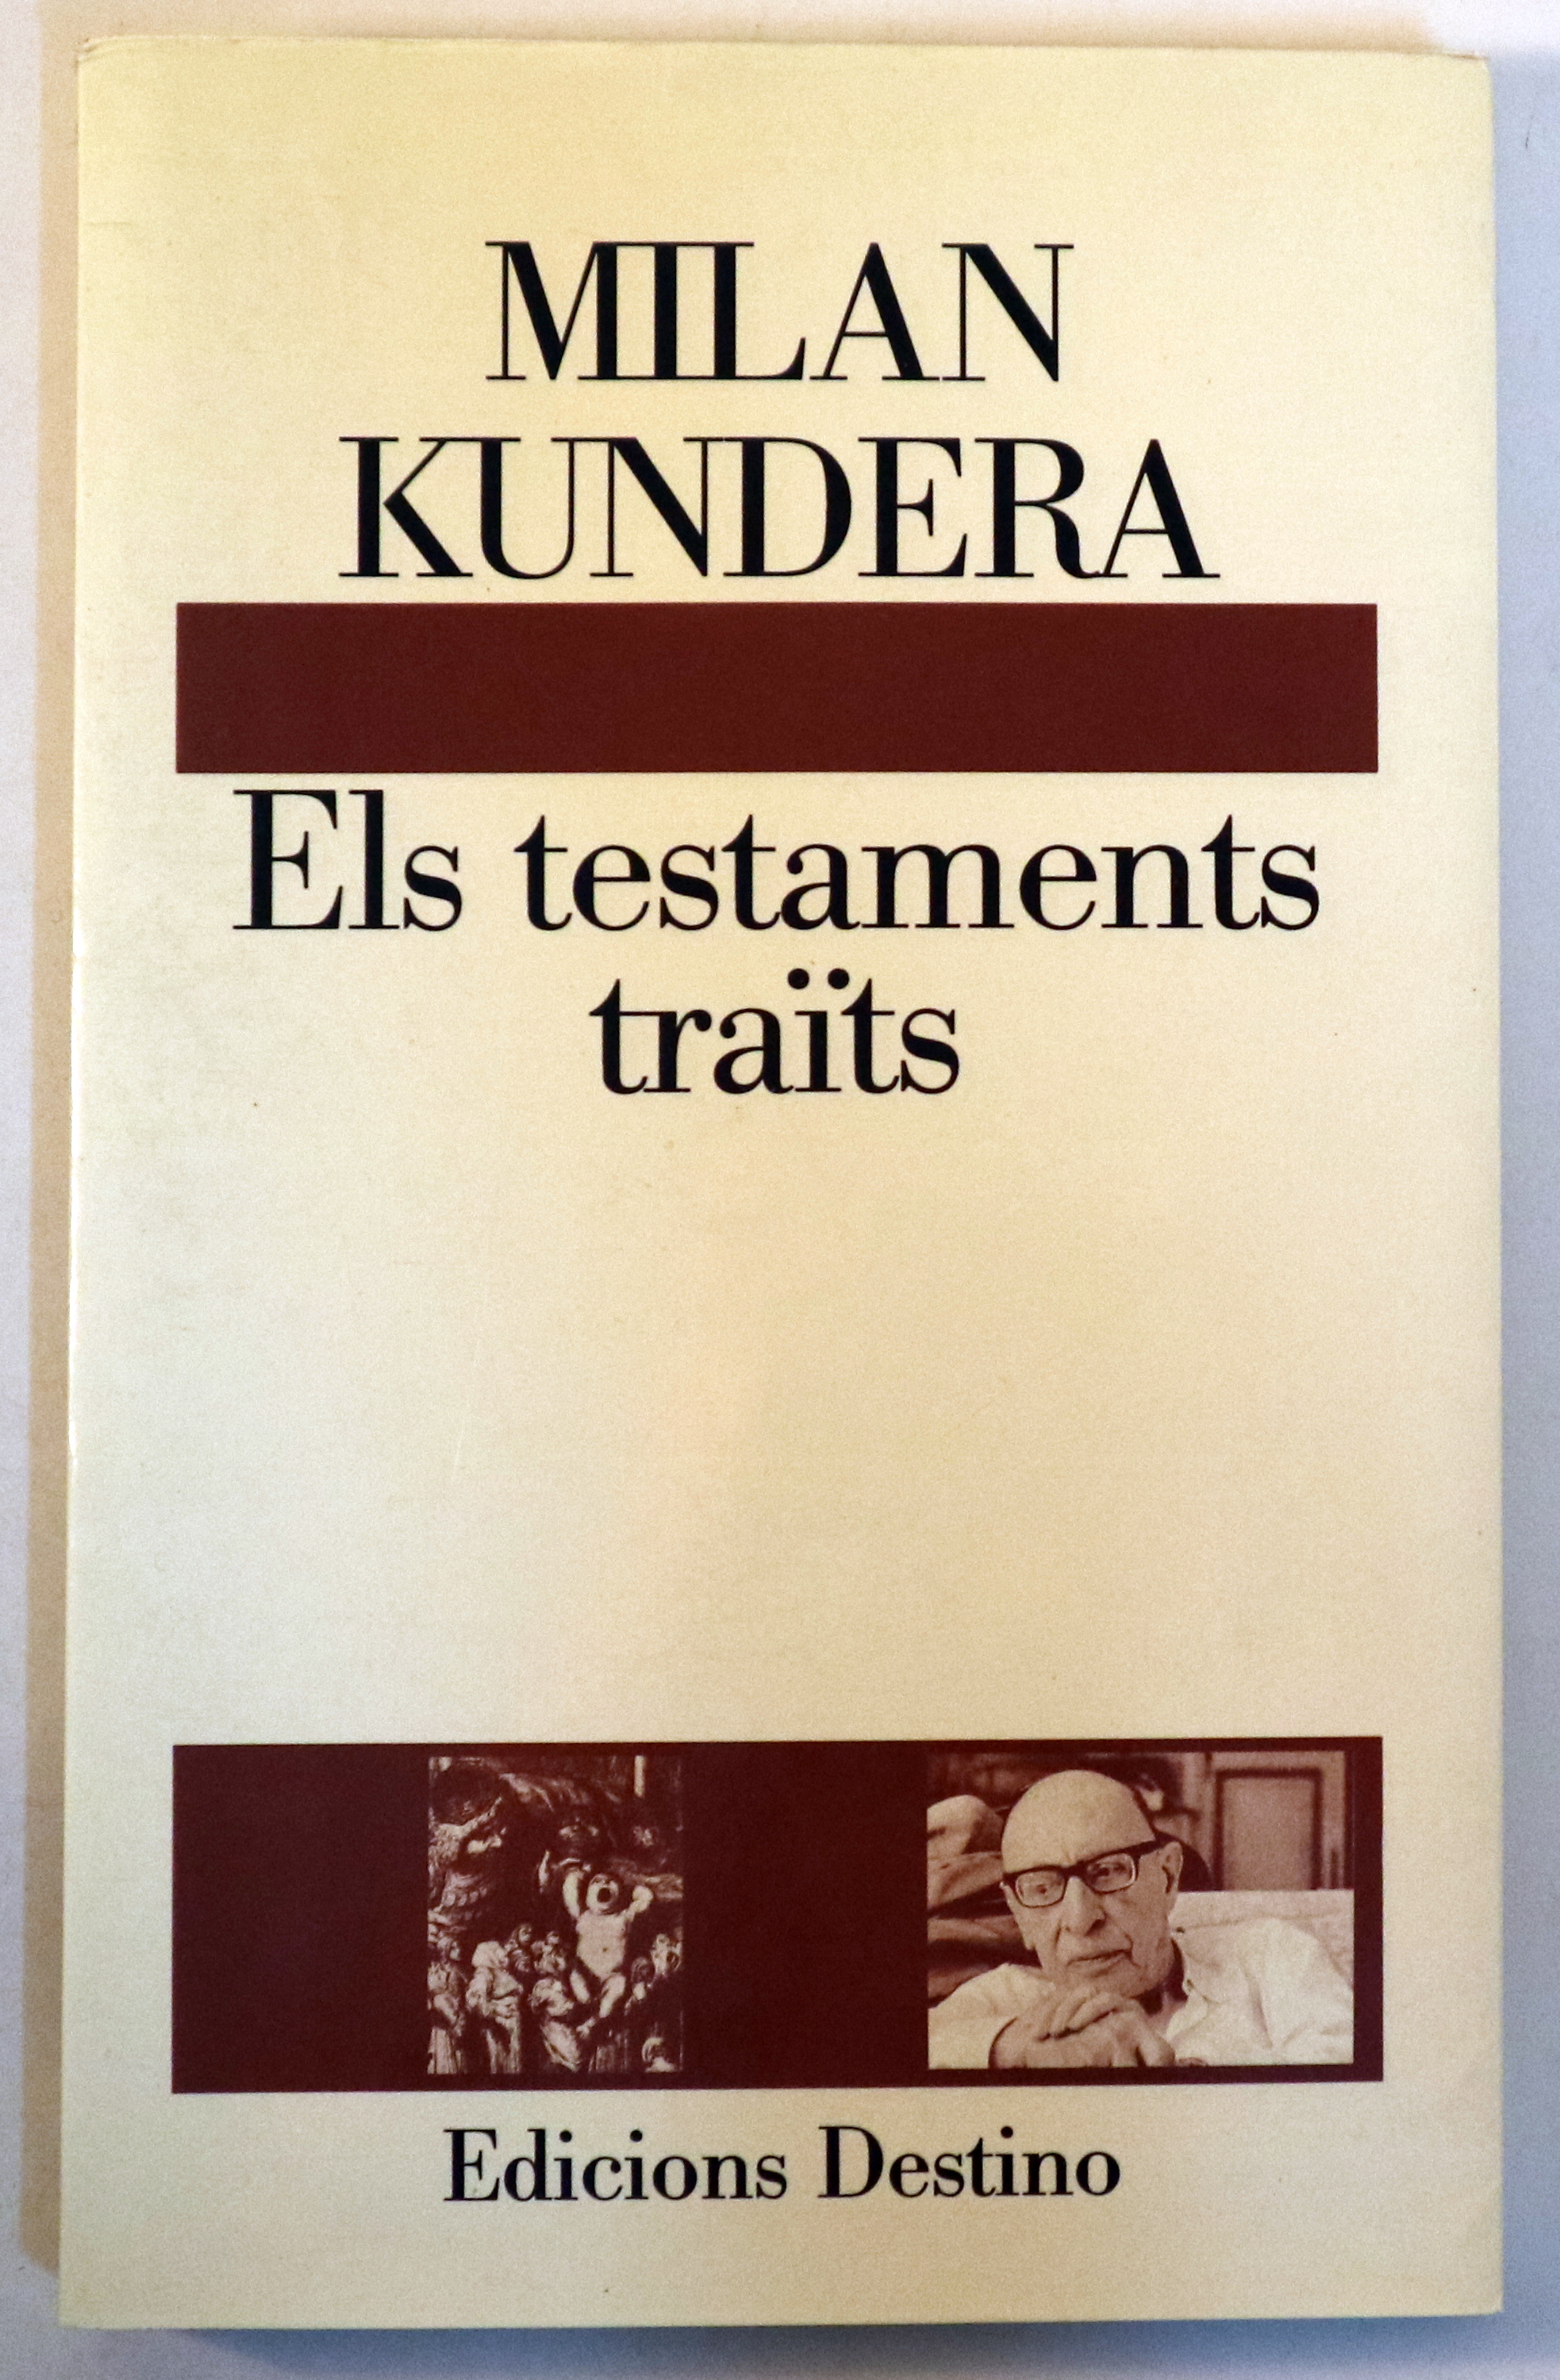 MILAN
KUNDERA
Els testaments
traïts
Edicions Destino